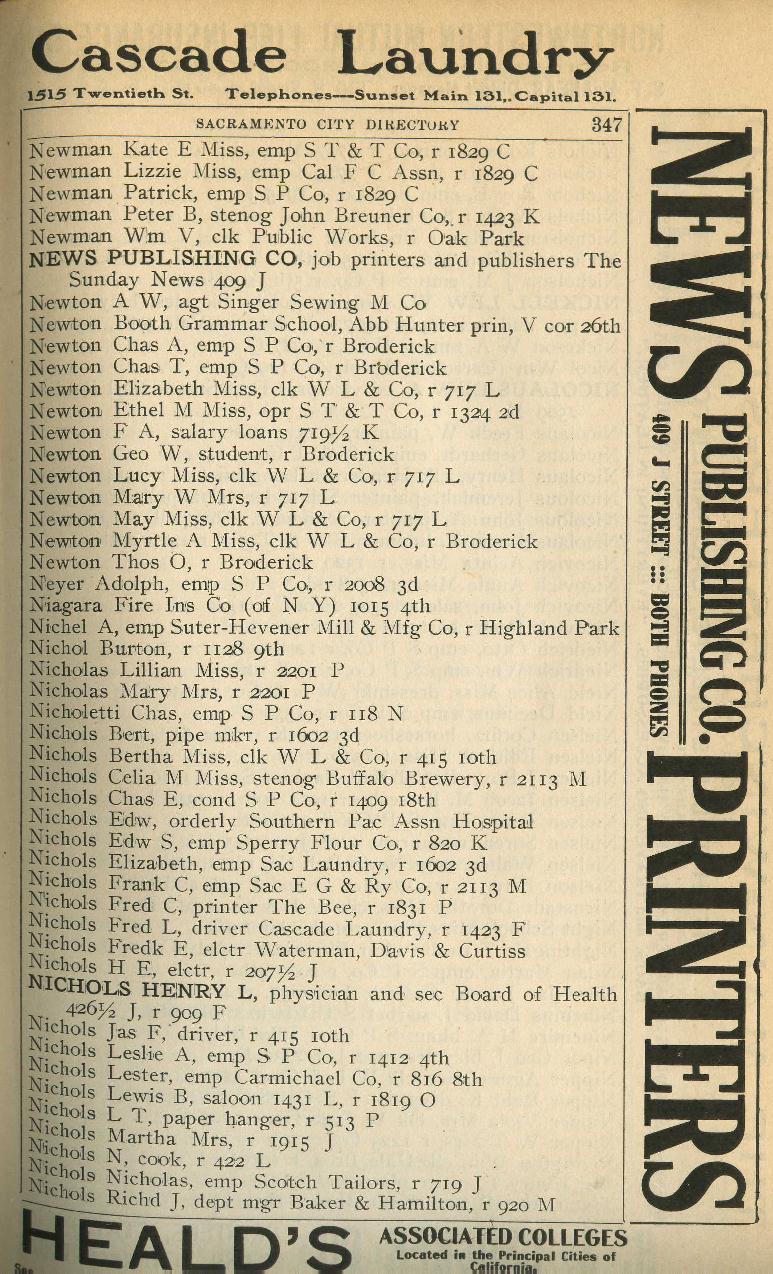 Cascade Laundry
1515 Twentieth St. Telephones---Sunset Main 131,. Capital 131.
SACRAMENTO CITY DIRECTORY 347
Newman Kate E Miss, emp S T & T Co, r 1829 C
Newman Lizzie Miss, emp Cal F C Assn, r 1829 C
Newman Patrick, emp S P Co, r 1829 C
Newman Peter B, stenog John Breuner Co, r 1423 K
Newman Wm V, clk Public Works, r Oak Park
NEWS PUBLISHING CO, job printers and publishers The
Sunday News 409 J
Newton A W, agt Singer Sewing M Co
Newton Booth Grammar School, Abb Hunter prin, V cor 26th
Newton Chas A, emp S P Co, r Broderick
Newton Chas T, emp S P Co, r Broderick
Newton Elizabeth Miss, clk W L & Co, r 717 L
Newton Ethel M Miss, opr S T & T Co, r 1324 2d
Newton F A, salary loans 719½ K
Newton Geo W, student, r Broderick
Newton Lucy Miss, clk W L & Co, r 717 L
Newton Mary W Mrs, r 717 L
Newton May Miss, clk W L & Co, r 717 L
Newton Myrtle A Miss, clk W L & Co, r Broderick
Newton Thos O, r Broderick
Neyer Adolph, emp S P Co, r 2008 3d
Niagara Fire Ins Co (of N Y) 1015 4th
Nichel A, emp Suter-Hevener Mill & Mfg Co, r Highland Park
Nichol Burton, r 1128 9th
Nicholas Lillian Miss, r 2201 P
Nicholas Mary Mrs, r 2201 P
Nicholetti Chas, emp S P Co, r 118 N
Nichols Bert, pipe mkr, r 1602 3d
Nichols Bertha Miss, clk W L & Co, r 415 10th
Nichols Celia M Miss, stenog Buffalo Brewery, r 2113 M
Nichols Chas E, cond S P Co, r 1409 18th
Nichols Edw, orderly Southern Pac Assn Hospital
Nichols Edw S, emp Sperry Flour Co, r 820 K
Nichols Elizabeth, emp Sac Laundry, r 1602 3d
Nichols Frank C, emp Sac E G & Ry Co, r 2113 M
Nichols Fred C, printer The Bee, r 1831 P
Nichols Fred L, driver Cascade Laundry, r 1423 F
Nichols Fredk E, elctr Waterman, Davis & Curtiss
Nichols H E, elctr, r 207½ J
NICHOLS HENRY L, physician and sec Board of Health
426½ J, r 909 F
Nichols Jas F, driver, r 415 10th
Nichols Leslie A, emp S P Co, r 1412 4th
Nichols Lester, emp Carmichael Co, r 816 8th
Nichols Lewis B, saloon 1431 L, r 1819 O
Nichols L T, paper hanger, r 513 P
Nichols Martha Mrs, r 1915 J
Nichols N, cook, r 422 L
Nichols Nicholas, emp Scotch Tailors, r 719 J
Nichols Richd J, dept mgr Baker & Hamilton, r 920 M
NEWS PUBLISHING CO. PRINTERS
409 J STREET ::: BOTH PHONES
HEALD'S
ASSOCIATED COLLEGES
Located in the Principal Cities of
California.